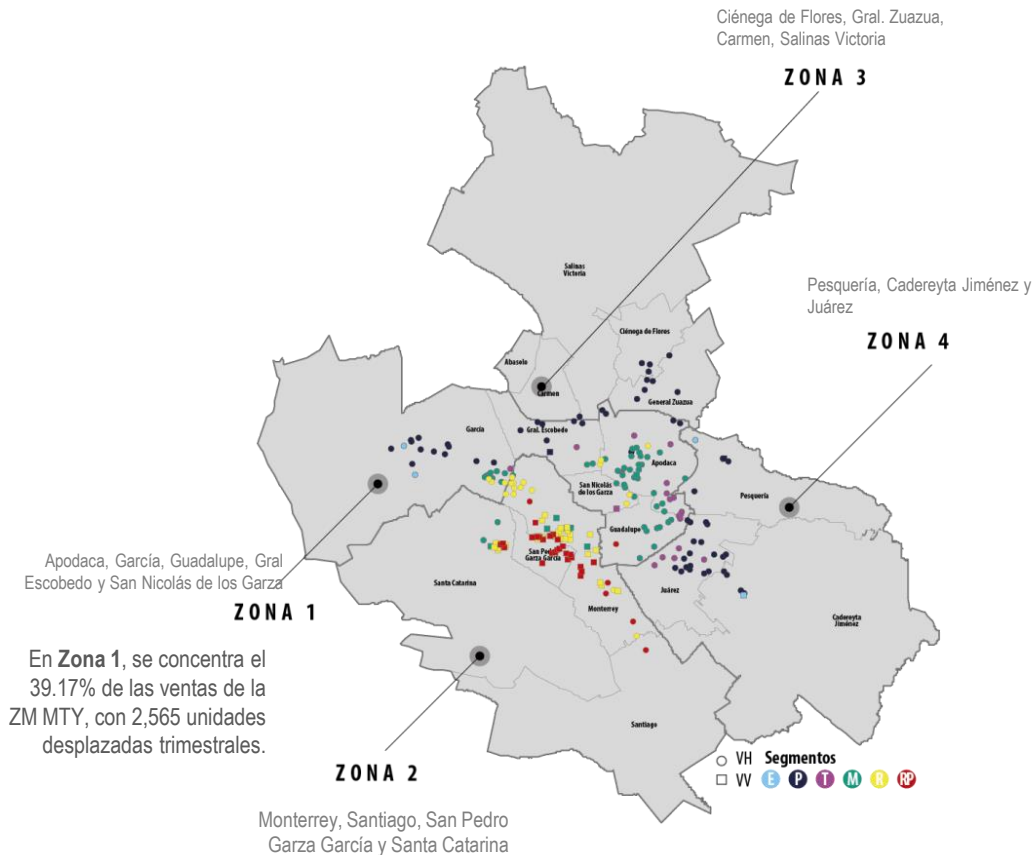 Ciénega de Flores, Gral. Zuazua,
Carmen, Salinas Victoria
ZONA 3
Salinas
Victoria
Pesquería, Cadereyta Jiménez y
Juárez
ZONA 4
Ciénega de Flores
Abasolo
Carmen
General Zuazua
García
Gral. Escobedo
Apodaca
San Nicolás
de los Garza
Pesquería
Guadalupe
Apodaca, García, Guadalupe, Gral
Escobedo y San Nicolás de los Garza
ZONA 1
San Pedro
Garza García
Santa Catarina
Juárez
Monterrey
Cadereyta
Jiménez
En Zona 1, se concentra el
39.17% de las ventas de la
ZM MTY, con 2,565 unidades
desplazadas trimestrales.
Santiago
ZONA 2
VH Segmentos
VV E P T M R RP
Monterrey, Santiago, San Pedro
Garza García y Santa Catarina